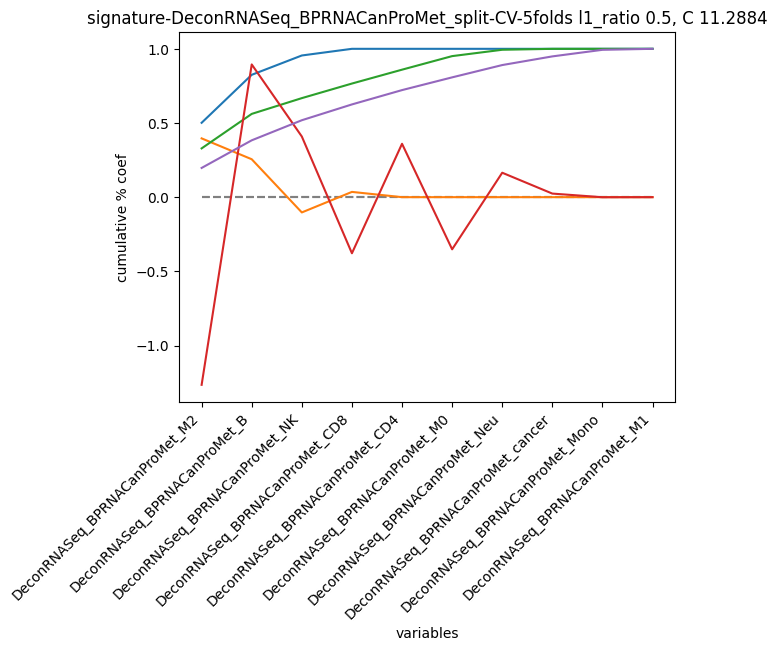 signature-DeconRNASeq_BPRNACanProMet_split-CV-5folds l1_ratio 0.5, C 11.2884
1.0
0.5
0.0
−0.5
−1.0
cumulative % coef
DeconRNASeq_BPRNACanProMet_M2
DeconRNASeq_BPRNACanProMet_B
DeconRNASeq_BPRNACanProMet_NK
DeconRNASeq_BPRNACanProMet_CD8
DeconRNASeq_BPRNACanProMet_CD4
DeconRNASeq_BPRNACanProMet_M0
DeconRNASeq_BPRNACanProMet_Neu
DeconRNASeq_BPRNACanProMet_cancer
DeconRNASeq_BPRNACanProMet_Mono
DeconRNASeq_BPRNACanProMet_M1
variables